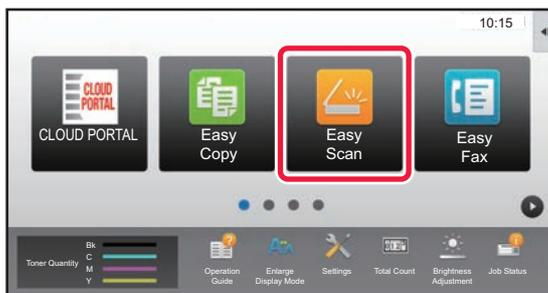 10:15
CLOUD
PORTAL
CLOUD PORTAL
Easy
Copy
Easy
Scan
Easy
Fax
Toner Quantity
Bk
C
M
Y
Operation
Guide
Enlarge
Display Mode
Settings
Total Count
Brightness
Adjustment
Job Status